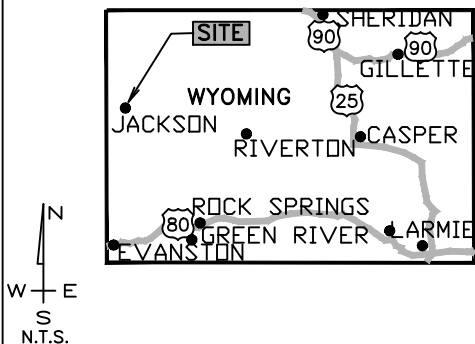 SITE
SHERIDAN
90
90
GILLETTE
WYOMING
25
JACKSON
CASPER
RIVERTON
ROCK SPRINGS
80
GREEN RIVER
LARMIE
EVANSTON
N
W E
S
N.T.S.